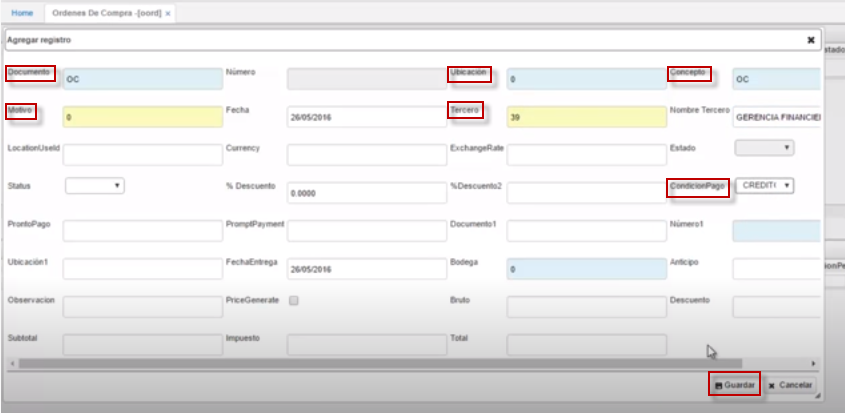 Home Ordenes De Compra -[oord] x
Agregar registro
stado
Documento OC Número Ubicación 0 Concepto OC
Motivo 0 Fecha 26/05/2016 Tercero 39 Nombre Tercero GERENCIA FINANCIE
LocationUseId Currency ExchangeRate Estado
Status % Descuento 0.0000 %Descuento2 CondicionPago CREDIT
ProntoPago PromptPayment Documento1 Número1
Ubicación1 FechaEntrega 26/05/2016 Bodega 0 Anticipo
ionPe
Observacion PriceGenerate Bruto Descuento
Subtotal Impuesto Total
Guardar Cancelar